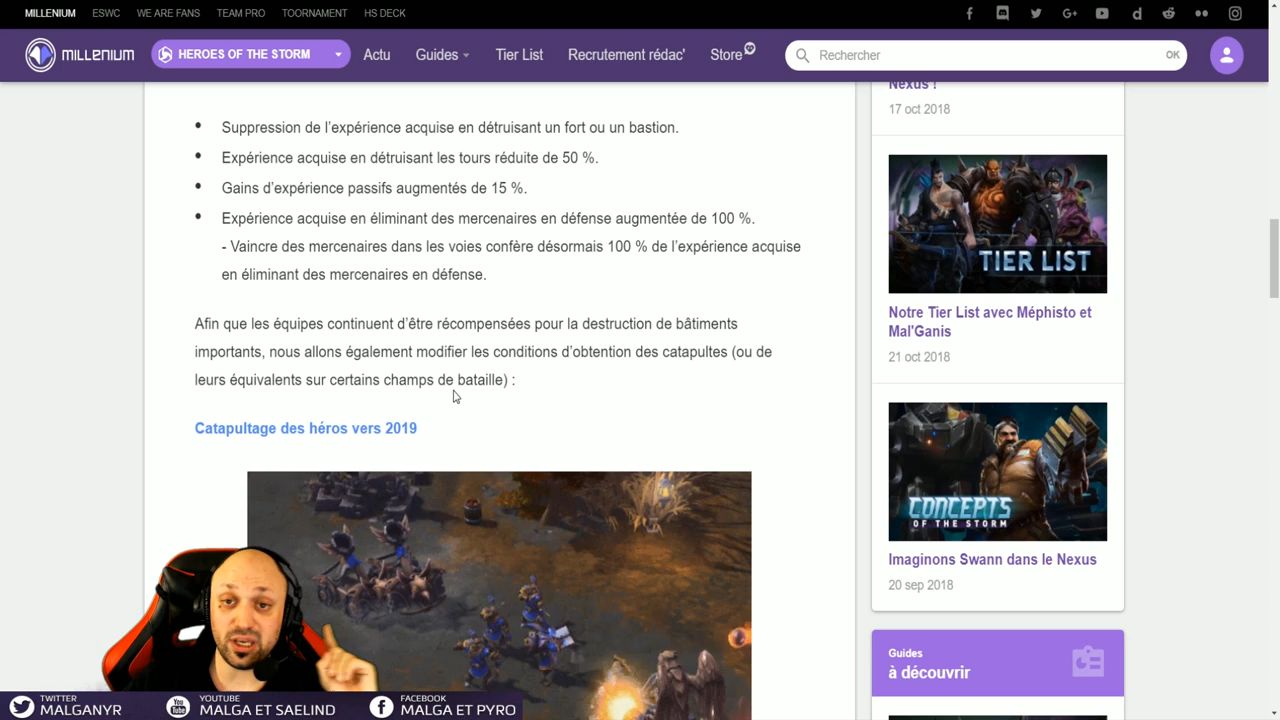 MILLENIUM ESWC WE ARE FANS TEAM PRO TOORNAMENT HS DECK
MILLENIUM HEROES OF THE STORM Actu Guides Tier List Recrutement rédac' Store Rechercher OK
Suppression de l'expérience acquise en détruisant un fort ou un bastion.
Expérience acquise en détruisant les tours réduite de 50 %.
Gains d'expérience passifs augmentés de 15 %.
Expérience acquise en éliminant des mercenaires en défense augmentée de 100 %.
- Vaincre des mercenaires dans les voies confère désormais 100 % de l'expérience acquise
en éliminant des mercenaires en défense.
Afin que les équipes continuent d'être récompensées pour la destruction de bâtiments
importants, nous allons également modifier les conditions d'obtention des catapultes (ou de
leurs équivalents sur certains champs de bataille) :
Catapultage des héros vers 2019
Nexus !
17 oct 2018
TIER LIST
Notre Tier List avec Méphisto et
Mal'Ganis
21 oct 2018
CONCEPTS
OF THE STORM
Imaginons Swann dans le Nexus
20 sep 2018
Guides
à découvrir
TWITTER
MALGANYR
YOUTUBE
MALGA ET SAELIND
FACEBOOK
MALGA ET PYRO